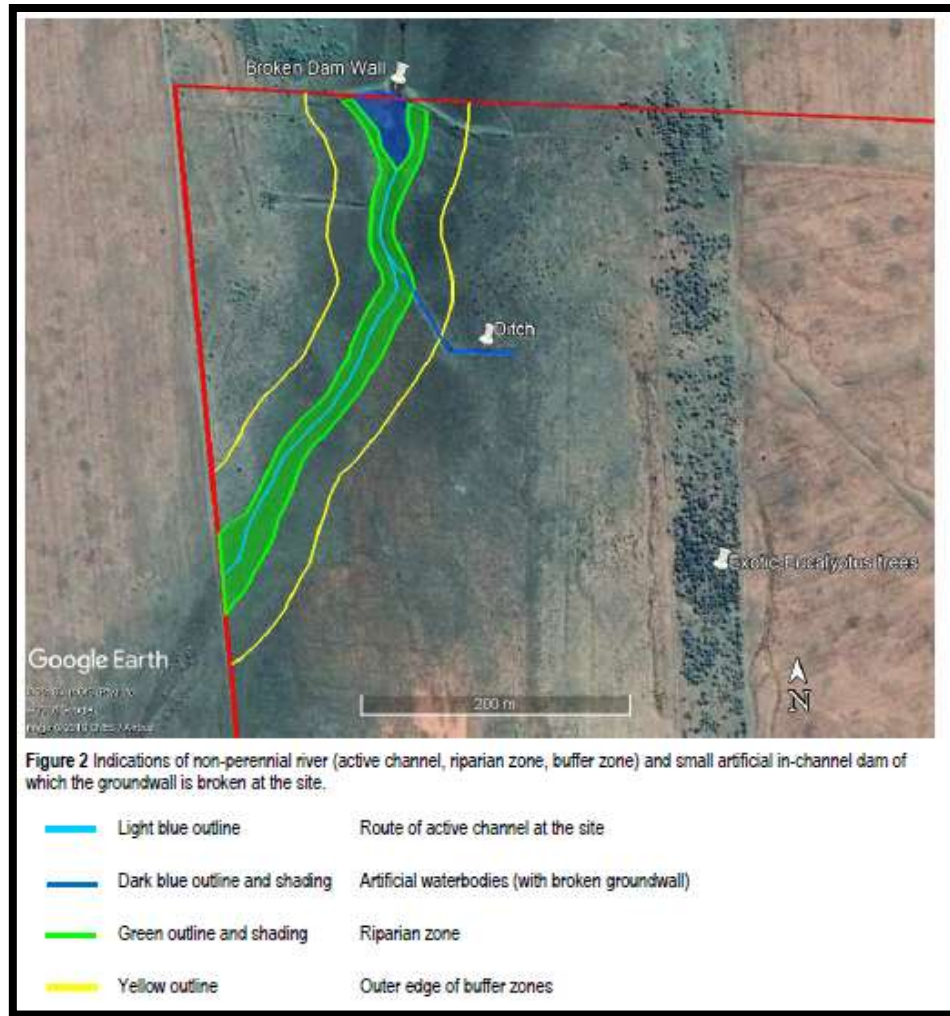 Broken Dam Wall
Ditch
Exotic Eucalyptus trees
Google Earth
N
200 m
Figure 2 Indications of non-perennial river (active channel, riparian zone, buffer zone) and small artificial in-channel dam of
which the groundwall is broken at the site.
Light blue outline Route of active channel at the site
Dark blue outline and shading Artificial waterbodies (with broken groundwall)
Green outline and shading Riparian zone
Yellow outline Outer edge of buffer zones